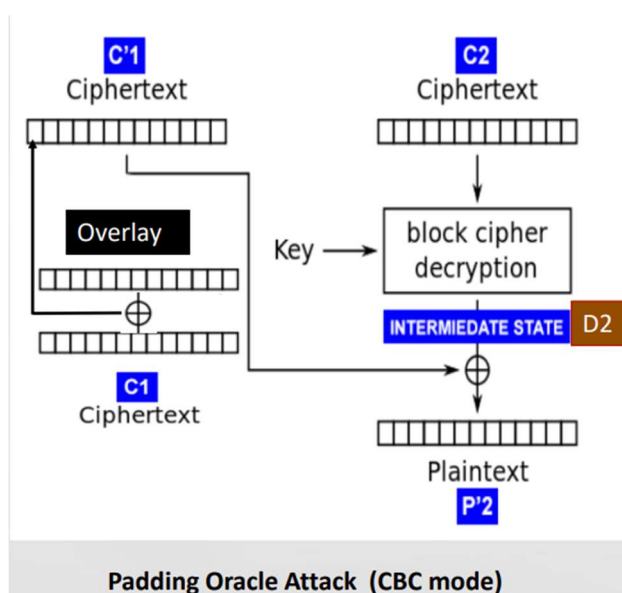 C'1
Ciphertext
C2
Ciphertext
Overlay
Key
block cipher
decryption
INTERMIEDATE STATE
D2
C1
Ciphertext
Plaintext
P'2
Padding Oracle Attack (CBC mode)